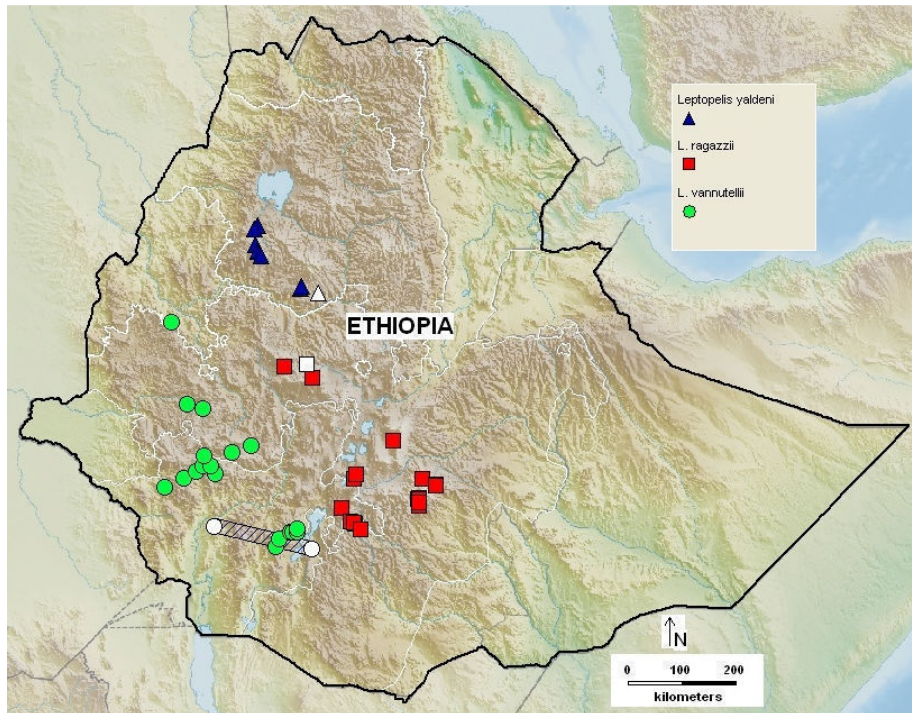 Leptopelis yaldeni
L. ragazzii
L. vannutellii
ETHIOPIA
N
0 100 200
kilometers